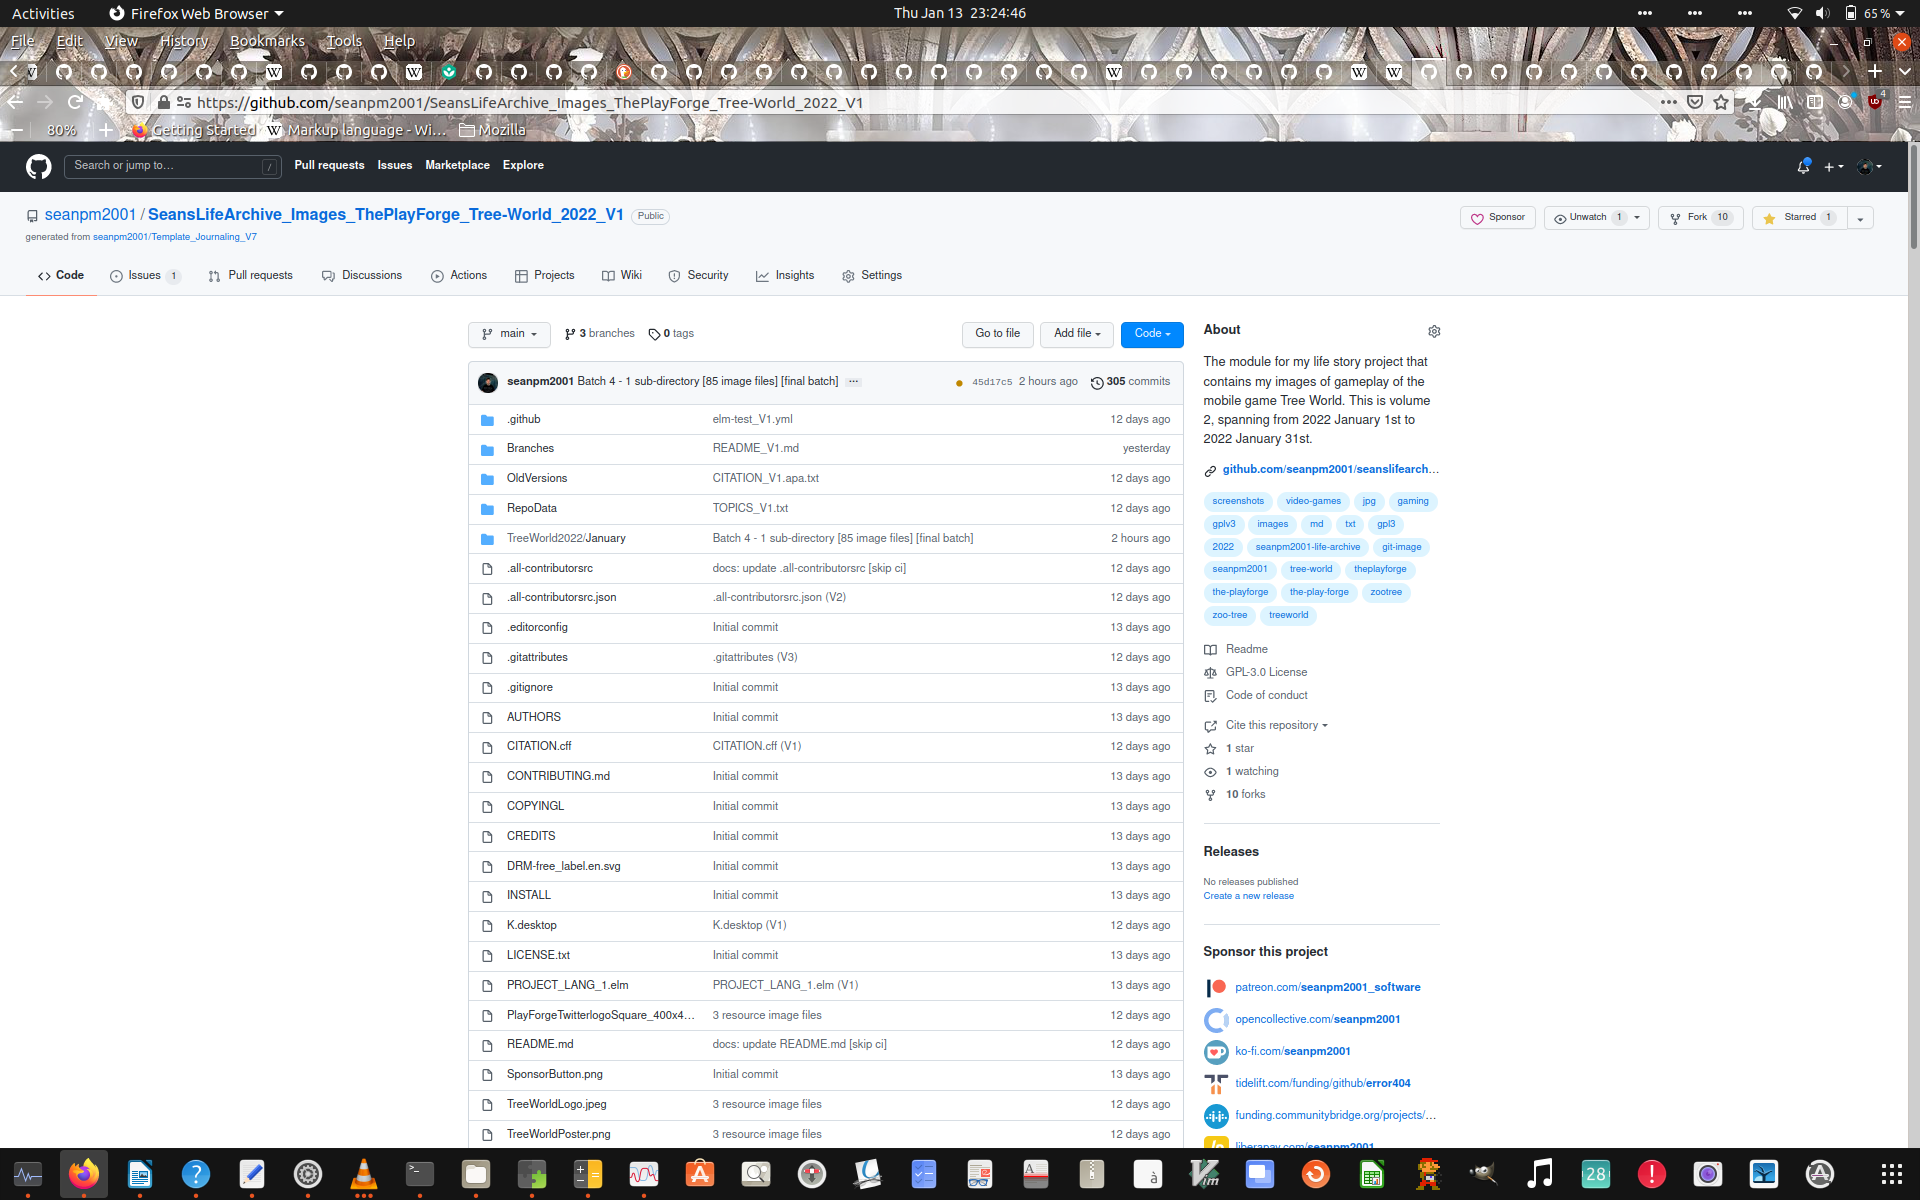 Activities Firefox Web Browser Thu Jan 13 23:24:46 65 %
File Edit View History Bookmarks Tools Help
https://github.com/seanpm2001/SeansLifeArchive_Images_ThePlayForge_Tree-World_2022_V1 4
80% Getting Started Markup language - Wi… Mozilla
Search or jump to… / Pull requests Issues Marketplace Explore
seanpm2001 / SeansLifeArchive_Images_ThePlayForge_Tree-World_2022_V1 Public Sponsor Unwatch 1 Fork 10 Starred 1
generated from seanpm2001/Template_Journaling_V7
Code Issues 1 Pull requests Discussions Actions Projects Wiki Security Insights Settings
main 3 branches 0 tags Go to file Add file Code
seanpm2001 Batch 4 - 1 sub-directory [85 image files] [final batch] ... 45d17c5 2 hours ago 305 commits
.github elm-test_V1.yml 12 days ago
Branches README_V1.md yesterday
OldVersions CITATION_V1.apa.txt 12 days ago
RepoData TOPICS_V1.txt 12 days ago
TreeWorld2022/January Batch 4 - 1 sub-directory [85 image files] [final batch] 2 hours ago
.all-contributorsrc docs: update .all-contributorsrc [skip ci] 12 days ago
.all-contributorsrc.json .all-contributorsrc.json (V2) 12 days ago
.editorconfig Initial commit 13 days ago
.gitattributes .gitattributes (V3) 12 days ago
.gitignore Initial commit 13 days ago
AUTHORS Initial commit 13 days ago
CITATION.cff CITATION.cff (V1) 12 days ago
CONTRIBUTING.md Initial commit 13 days ago
COPYINGL Initial commit 13 days ago
CREDITS Initial commit 13 days ago
DRM-free_label.en.svg Initial commit 13 days ago
INSTALL Initial commit 13 days ago
K.desktop K.desktop (V1) 12 days ago
LICENSE.txt Initial commit 13 days ago
PROJECT_LANG_1.elm PROJECT_LANG_1.elm (V1) 13 days ago
PlayForgeTwitterlogoSquare_400x4… 3 resource image files 12 days ago
README.md docs: update README.md [skip ci] 12 days ago
SponsorButton.png Initial commit 13 days ago
TreeWorldLogo.jpeg 3 resource image files 12 days ago
TreeWorldPoster.png 3 resource image files 12 days ago
About
The module for my life story project that
contains my images of gameplay of the
mobile game Tree World. This is volume
2, spanning from 2022 January 1st to
2022 January 31st.
github.com/seanpm2001/seanslifearch…
screenshots video-games jpg gaming
gplv3 images md txt gpl3
2022 seanpm2001-life-archive git-image
seanpm2001 tree-world theplayforge
the-playforge the-play-forge zootree
zoo-tree treeworld
Readme
GPL-3.0 License
Code of conduct
Cite this repository
1 star
1 watching
10 forks
Releases
No releases published
Create a new release
Sponsor this project
patreon.com/seanpm2001_software
opencollective.com/seanpm2001
ko-fi.com/seanpm2001
tidelift.com/funding/github/error404
funding.communitybridge.org/projects/…
liberapay.com/seanpm2001
28